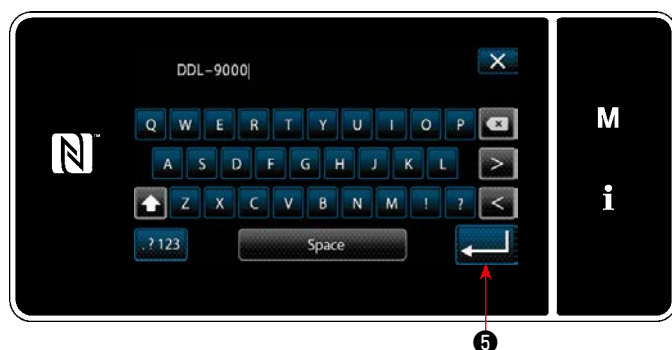 DDL-9000
Q W E R T Y U I O P
M
A S D F G H J K L >
Z X C V B N M ! ? <
i
. ? 123 Space
5